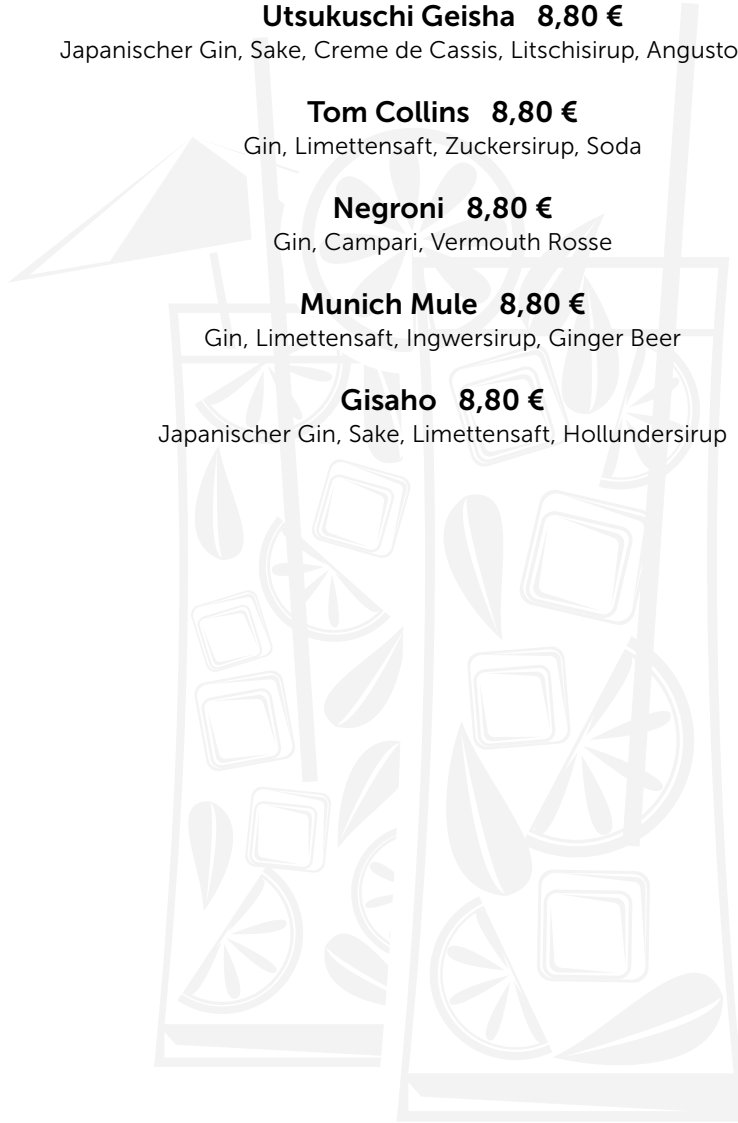 Utsukuschi Geisha 8,80 €
Japanischer Gin, Sake, Creme de Cassis, Litschisirup, Angusto
Tom Collins 8,80 €
Gin, Limettensaft, Zuckersirup, Soda
Negroni 8,80 €
Gin, Campari, Vermouth Rosse
Munich Mule 8,80 €
Gin, Limettensaft, Ingwersirup, Ginger Beer
Gisaho 8,80 €
Japanischer Gin, Sake, Limettensaft, Hollundersirup